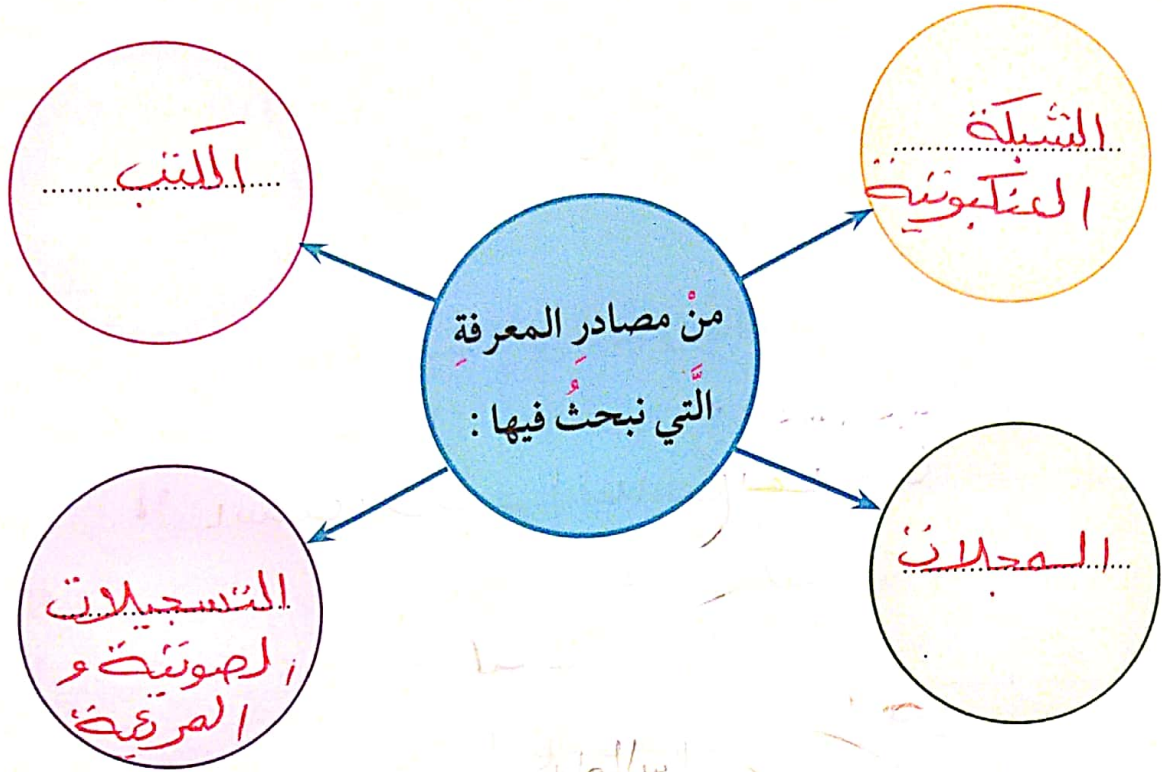 الشبكة
العنكبوتية
الكتب
منْ مصادرِ المعرفةِ
الَّتي نبحثُ فيها :
المجلات
التسجيلات
الصوتية و
المرئية